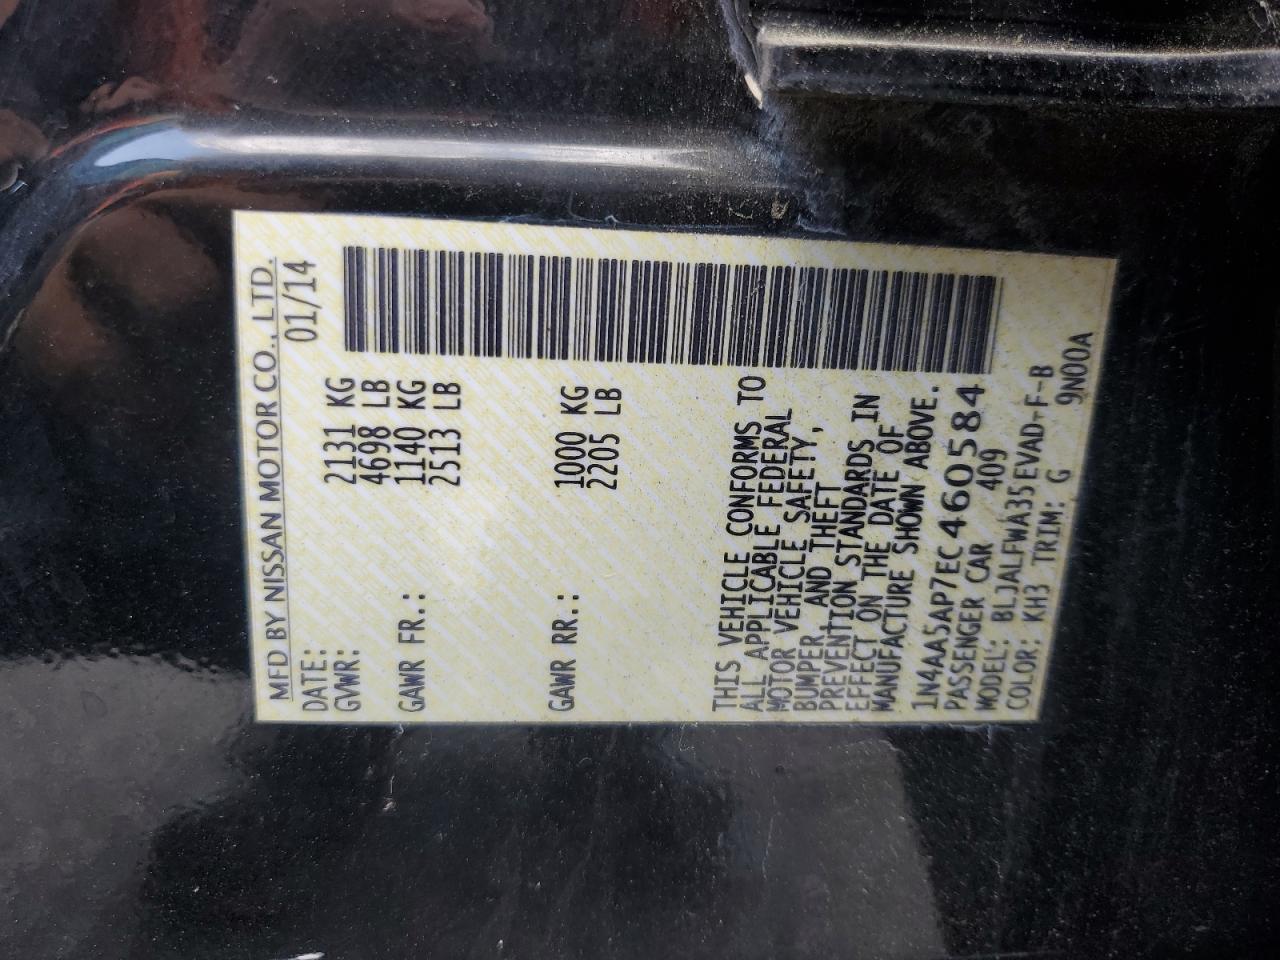 MFD BY NISSAN MOTOR CO., LTD.
DATE: 01/14
GVWR: 2131 KG
4698 LB
GAWR FR.: 1140 KG
2513 LB
GAWR RR.: 1000 KG
2205 LB
THIS VEHICLE CONFORMS TO
ALL APPLICABLE FEDERAL
MOTOR VEHICLE SAFETY,
BUMPER AND THEFT
PREVENTION STANDARDS IN
EFFECT ON THE DATE OF
MANUFACTURE SHOWN ABOVE.
1N4AA5AP7EC460584
PASSENGER CAR 409
MODEL: BLJALFWA35EVAD-F-B
COLOR: KH3 TRIM: G 9N00A